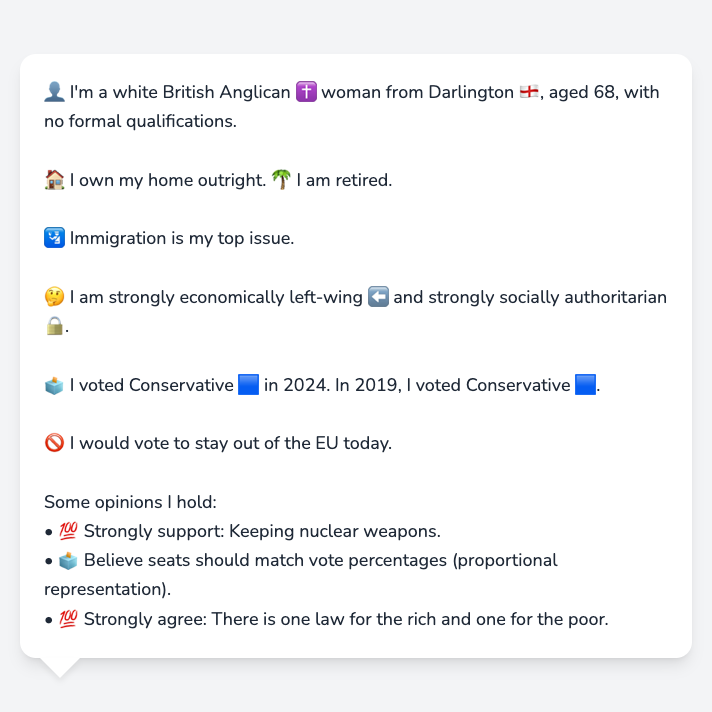 👤 I'm a white British Anglican ✝️ woman from Darlington 🏴󠁧󠁢󠁥󠁮󠁧󠁿, aged 68, with
no formal qualifications.
🏠 I own my home outright. 🌴 I am retired.
🛂 Immigration is my top issue.
🤔 I am strongly economically left-wing ⬅️ and strongly socially authoritarian
🔒.
🗳️ I voted Conservative 🟦 in 2024. In 2019, I voted Conservative 🟦.
🚫 I would vote to stay out of the EU today.
Some opinions I hold:
• 💯 Strongly support: Keeping nuclear weapons.
• 🗳️ Believe seats should match vote percentages (proportional
representation).
• 💯 Strongly agree: There is one law for the rich and one for the poor.